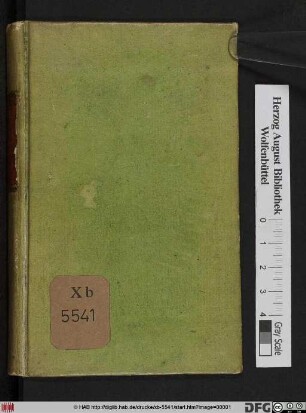 Xb
5541
Herzog August Bibliothek
Wolfenbüttel
0
1
2
3
4
Gray Scale
© HAB http://diglib.hab.de/drucke/xb-5541/start.htm?image=00001
DFG